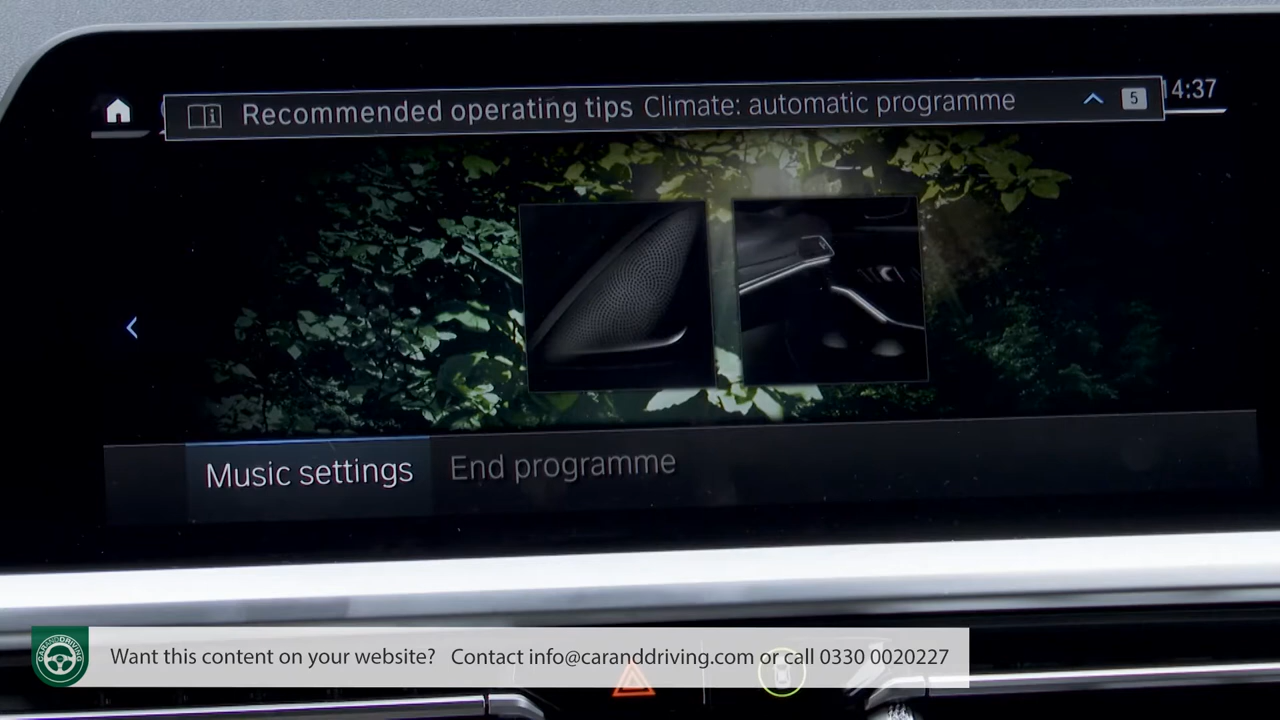 Recommended operating tips Climate: automatic programme 5 14:37
Music settings End programme
CARANDDRIVING
Want this content on your website? Contact info@caranddriving.com or call 0330 0020227